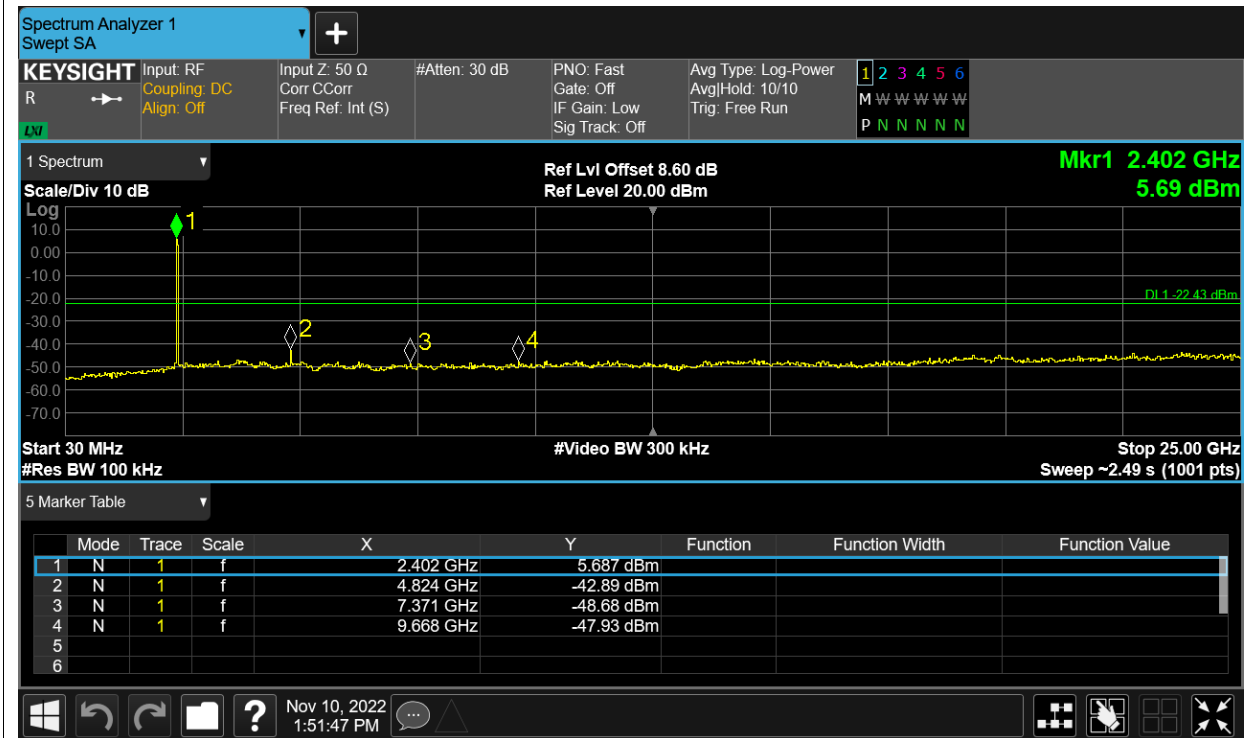 Spectrum Analyzer 1
Swept SA
+
KEYSIGHT
R
LXI
Input: RF
Coupling: DC
Align: Off
Input Z: 50 Ω
Corr CCorr
Freq Ref: Int (S)
#Atten: 30 dB
PNO: Fast
Gate: Off
IF Gain: Low
Sig Track: Off
Avg Type: Log-Power
Avg|Hold: 10/10
Trig: Free Run
1 2 3 4 5 6
M W W W W W
P N N N N N
1 Spectrum
Scale/Div 10 dB
Ref Lvl Offset 8.60 dB
Ref Level 20.00 dBm
Mkr1 2.402 GHz
5.69 dBm
Log
10.0
0.00
-10.0
-20.0
-30.0
-40.0
-50.0
-60.0
-70.0
1
2
3
4
DL1 -22.43 dBm
Start 30 MHz
#Res BW 100 kHz
#Video BW 300 kHz
Stop 25.00 GHz
Sweep ~2.49 s (1001 pts)
5 Marker Table
Mode Trace Scale X Y Function Function Width Function Value
1 N 1 f 2.402 GHz 5.687 dBm
2 N 1 f 4.824 GHz -42.89 dBm
3 N 1 f 7.371 GHz -48.68 dBm
4 N 1 f 9.668 GHz -47.93 dBm
5
6
?
Nov 10, 2022
1:51:47 PM